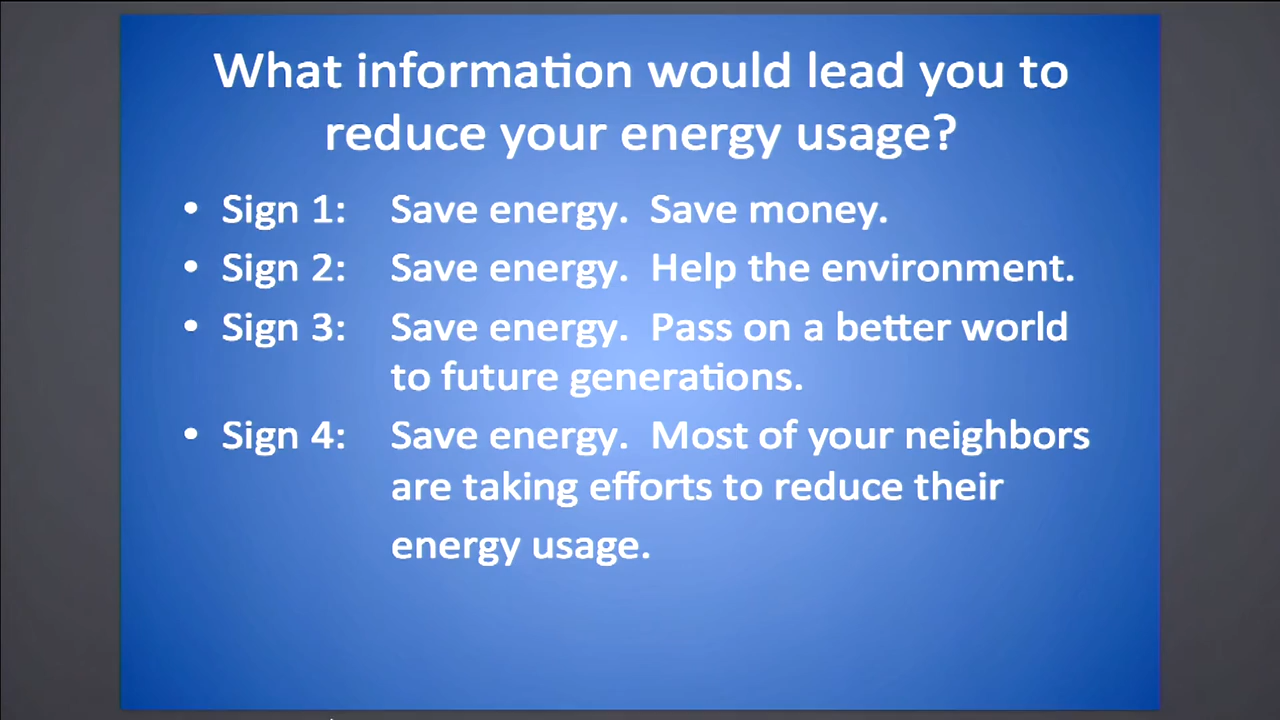 What information would lead you to
reduce your energy usage?
• Sign 1: Save energy. Save money.
• Sign 2: Save energy. Help the environment.
• Sign 3: Save energy. Pass on a better world
to future generations.
• Sign 4: Save energy. Most of your neighbors
are taking efforts to reduce their
energy usage.